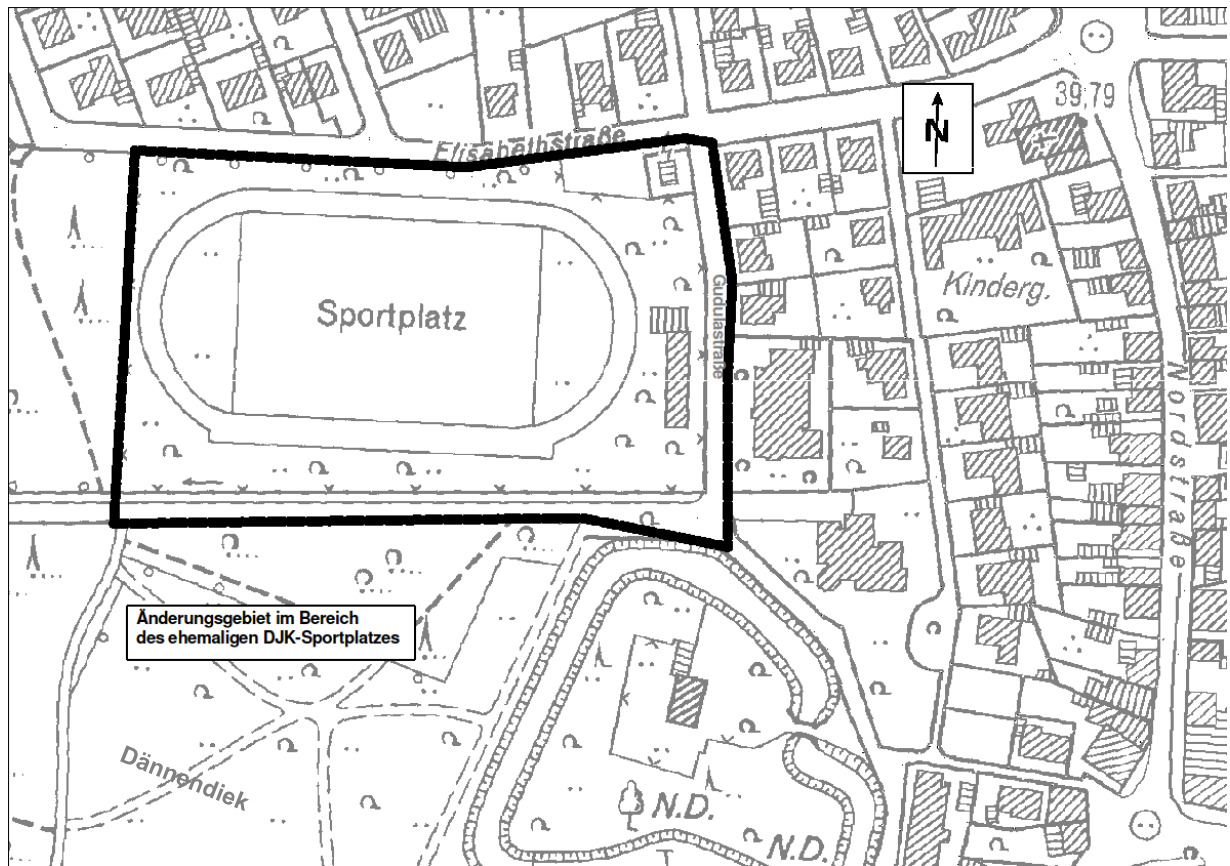 39,79
N
Elisabethstraße
Kinderg.
Gudulastraße
Sportplatz
Nordstraße
Änderungsgebiet im Bereich
des ehemaligen DJK-Sportplatzes
Dännendiek
N.D.
N.D.